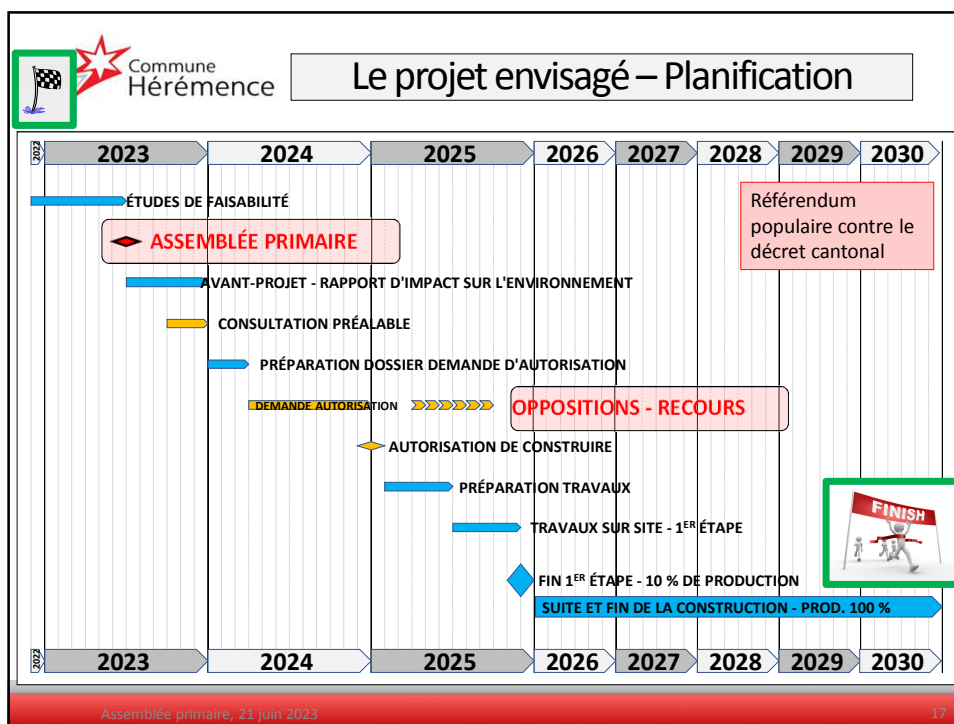 Commune
Hérémence
Le projet envisagé – Planification
2022 2023 2024 2025 2026 2027 2028 2029 2030
ÉTUDES DE FAISABILITÉ
Référendum
populaire contre le
décret cantonal
ASSEMBLÉE PRIMAIRE
AVANT-PROJET - RAPPORT D'IMPACT SUR L'ENVIRONNEMENT
CONSULTATION PRÉALABLE
PRÉPARATION DOSSIER DEMANDE D'AUTORISATION
DEMANDE AUTORISATION
OPPOSITIONS - RECOURS
AUTORISATION DE CONSTRUIRE
PRÉPARATION TRAVAUX
FINISH
TRAVAUX SUR SITE - 1ER ÉTAPE
FIN 1ER ÉTAPE - 10 % DE PRODUCTION
SUITE ET FIN DE LA CONSTRUCTION - PROD. 100 %
2022 2023 2024 2025 2026 2027 2028 2029 2030
Assemblée primaire, 21 juin 2023
17